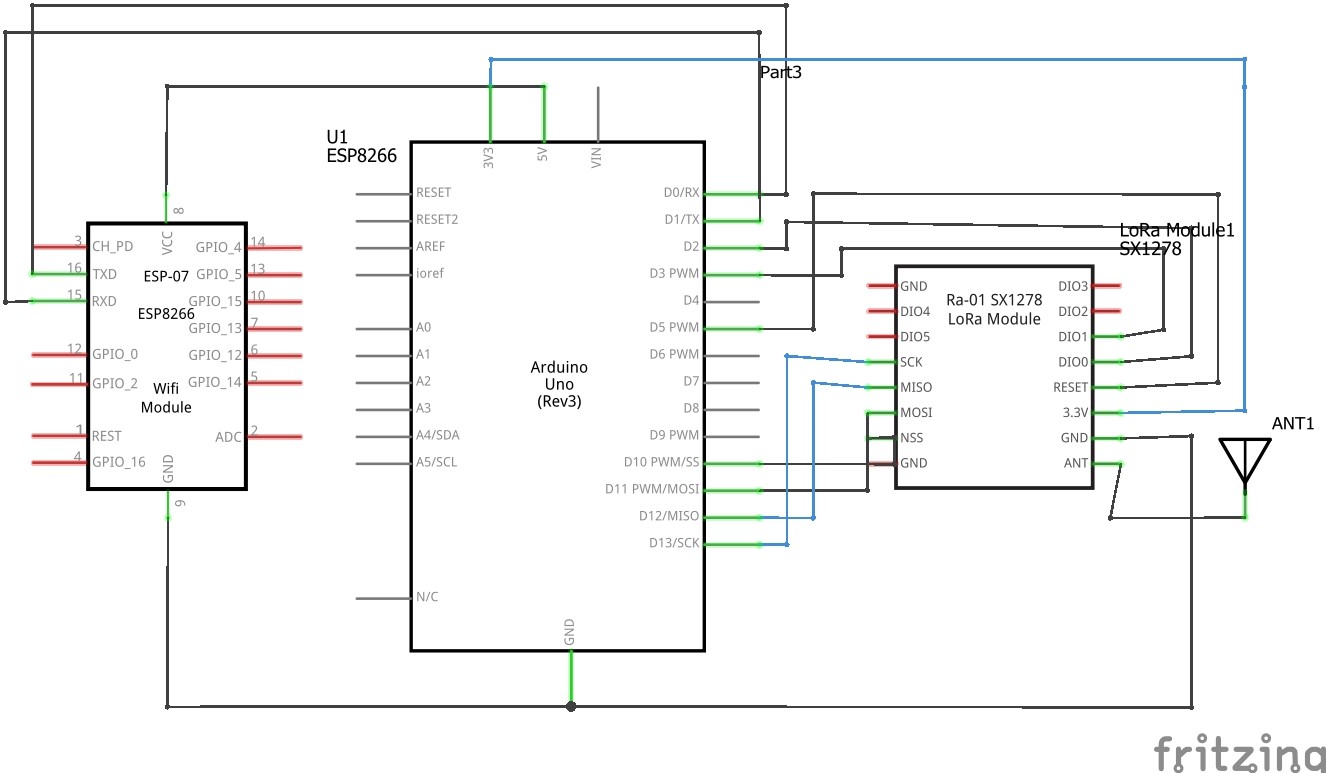 Part3
U1
ESP8266
3V3
5V
VIN
8
VCC
3
CH_PD
16
TXD
15
RXD
12
GPIO_0
11
GPIO_2
1
REST
4
GPIO_16
ESP-07
ESP8266
Wifi
Module
GPIO_4
14
GPIO_5
13
GPIO_15
10
GPIO_13
7
GPIO_12
6
GPIO_14
5
ADC
2
GND
9
RESET
RESET2
AREF
ioref
A0
A1
A2
A3
A4/SDA
A5/SCL
N/C
Arduino
Uno
(Rev3)
D0/RX
D1/TX
D2
D3 PWM
D4
D5 PWM
D6 PWM
D7
D8
D9 PWM
D10 PWM/SS
D11 PWM/MOSI
D12/MISO
D13/SCK
GND
LoRa Module1
SX1278
Ra-01 SX1278
LoRa Module
GND
DIO4
DIO5
SCK
MISO
MOSI
NSS
GND
DIO3
DIO2
DIO1
DIO0
RESET
3.3V
GND
ANT
ANT1
fritzing